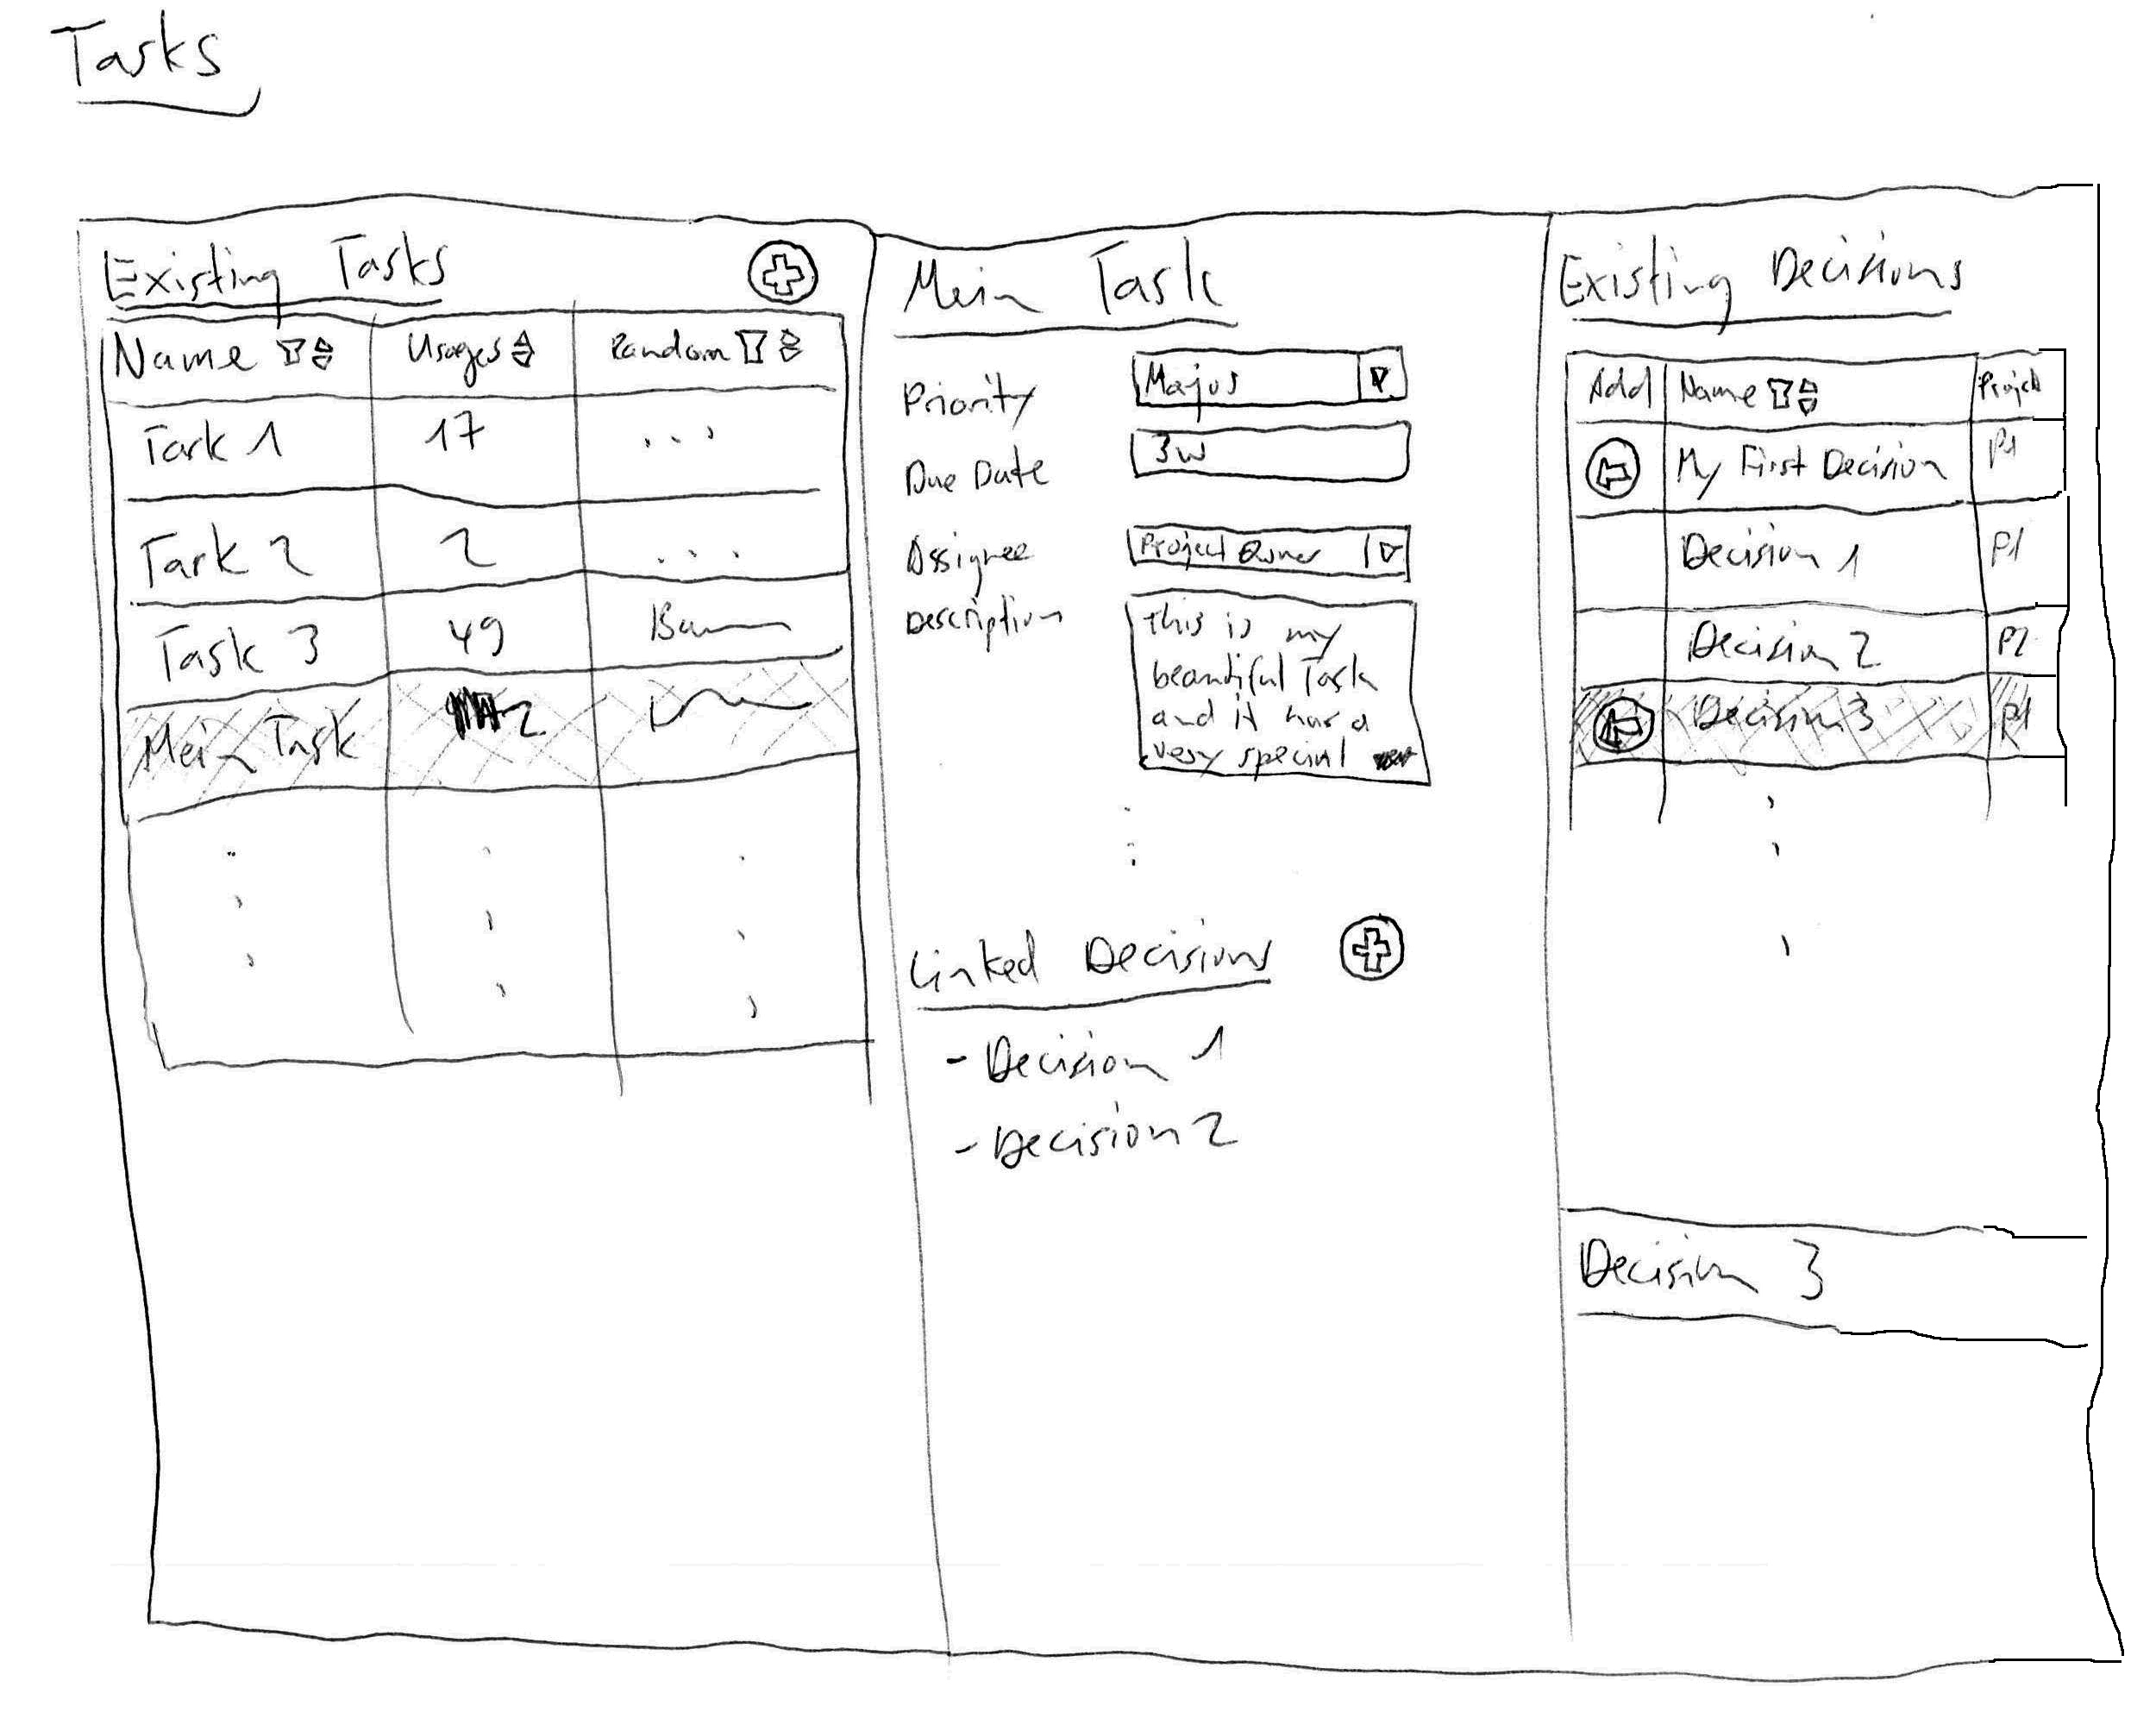 Tasks
Existing Tasks
Name Usages Random
Task 1 17 ...
Task 2 2 ...
Task 3 49
Mein Task 2
Mein Task
Priority Major
Due Date 3w
Assignee Project Owner
Description This is my
beautiful Task
and it has a
very special
Linked Decisions
- Decision 1
- Decision 2
Existing Decisions
Add Name Project
My First Decision P1
Decision 1 P1
Decision 2 P2
Decision 3 P1
Decision 3